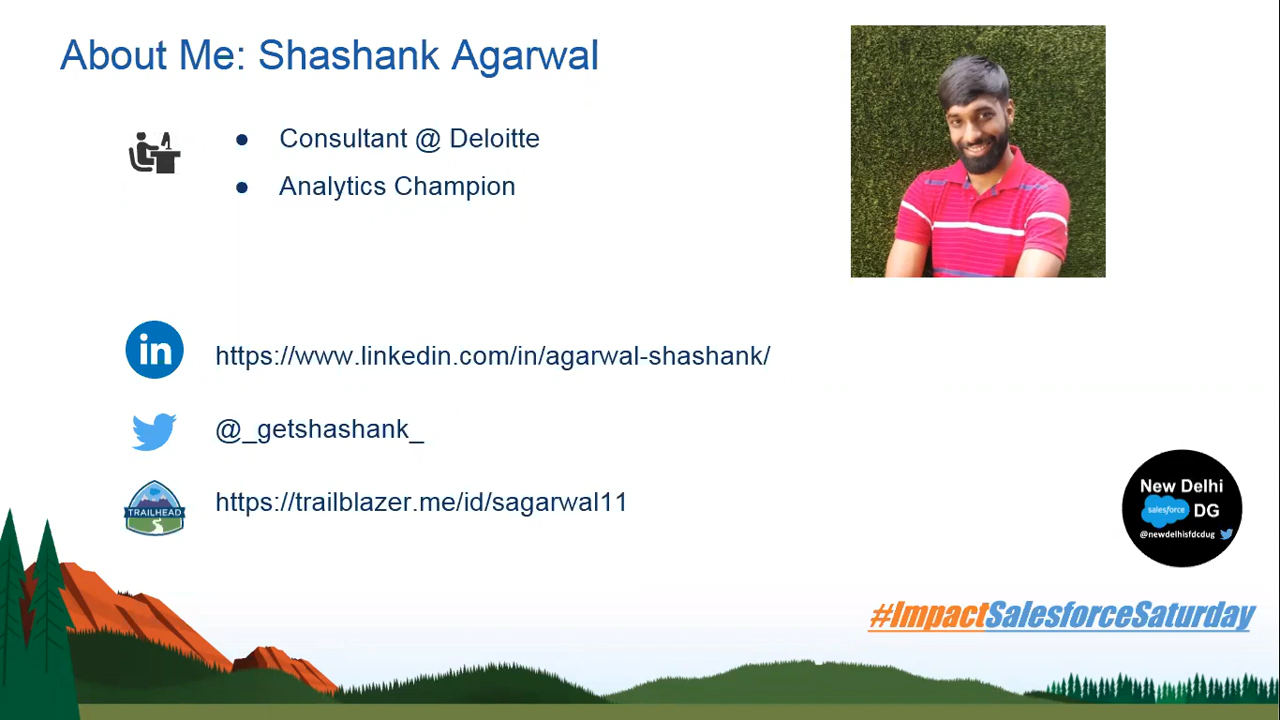 About Me: Shashank Agarwal
● Consultant @ Deloitte
● Analytics Champion
in
https://www.linkedin.com/in/agarwal-shashank/
@_getshashank_
TRAILHEAD
https://trailblazer.me/id/sagarwal11
New Delhi
salesforce DG
@newdelhisfdcdug
#ImpactSalesforceSaturday